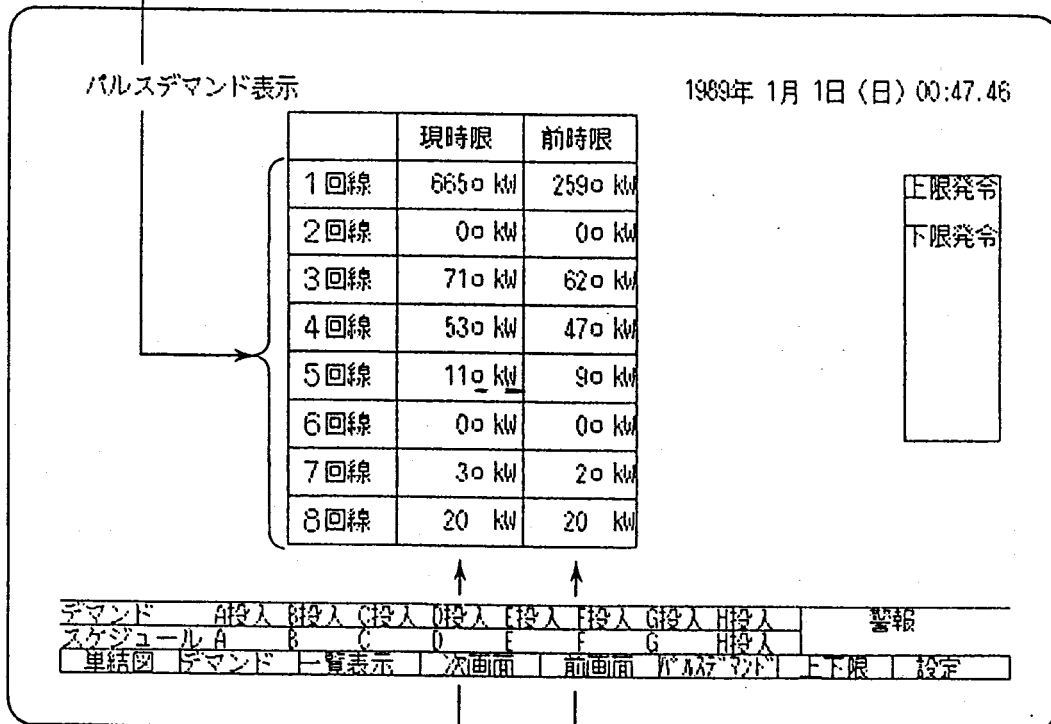 パルスデマンド表示
1989年 1月 1日 (日) 00:47.46
現時限 前時限
1回線 665o kW 259o kW
2回線 0o kW 0o kW
3回線 71o kW 62o kW
4回線 53o kW 47o kW
5回線 11o kW 9o kW
6回線 0o kW 0o kW
7回線 3o kW 2o kW
8回線 20 kW 20 kW
上限発令
下限発令
デマンド A投入 B投入 C投入 D投入 E投入 F投入 G投入 H投入 警報
スケジュール A B C D E F G H投入
単結図 デマンド 一覧表示 次画面 前画面 パルスデマンド 上下限 設定